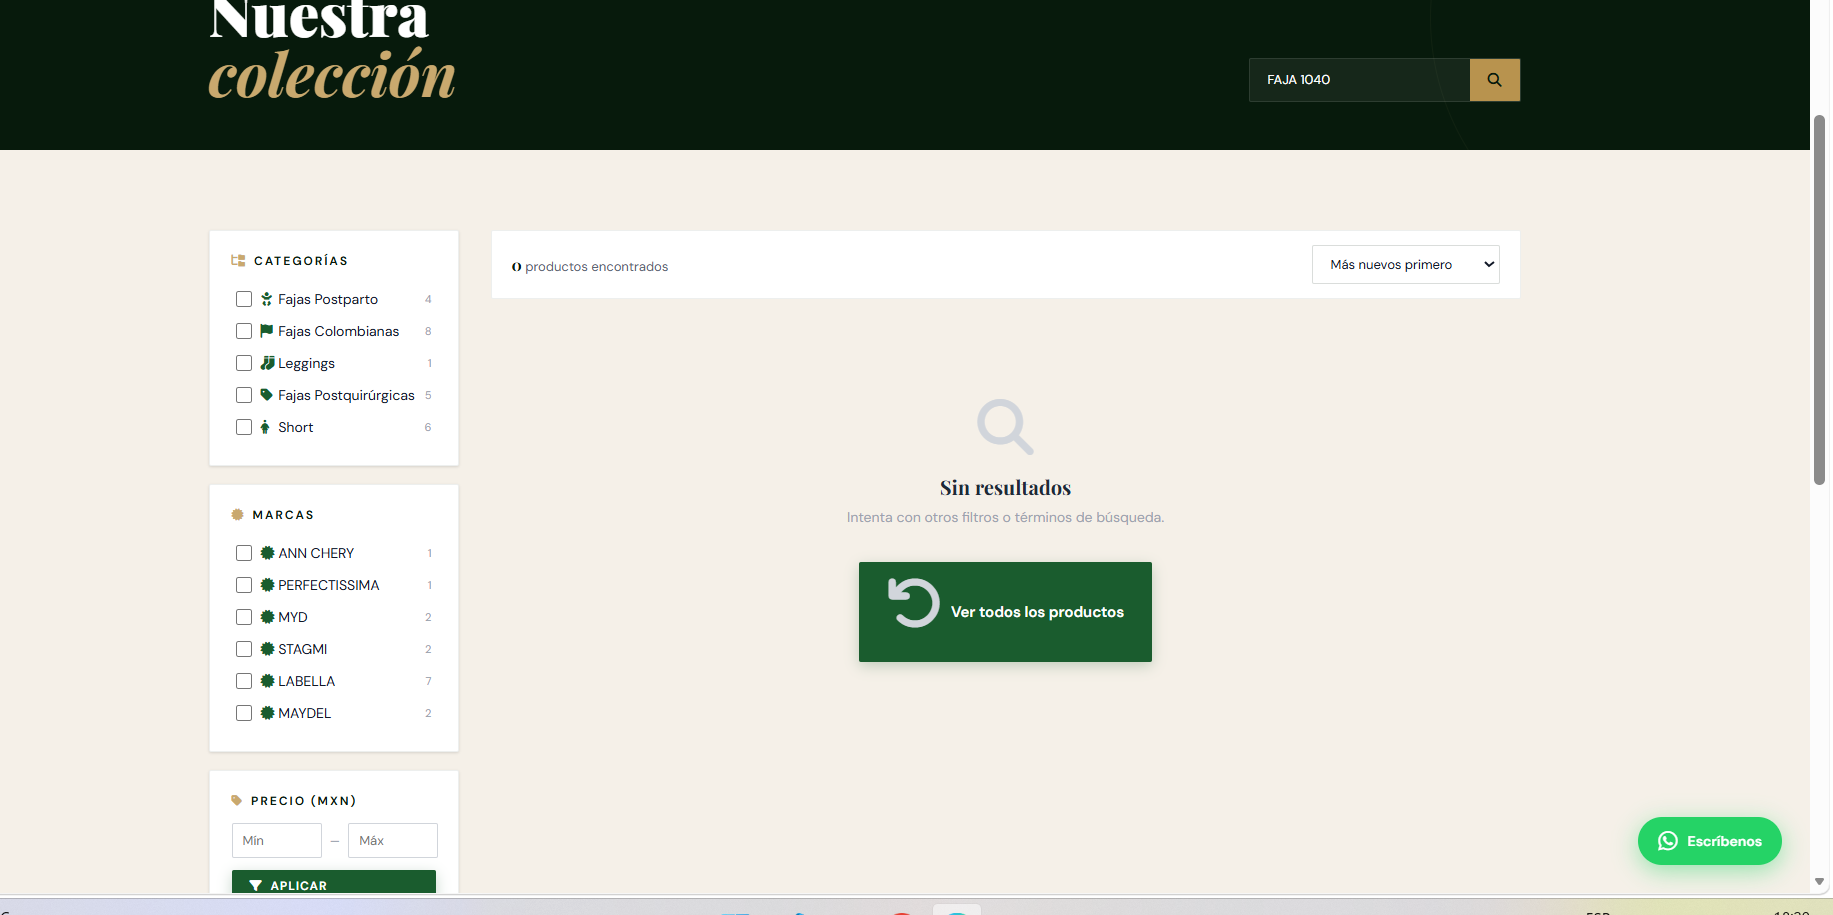 Nuestra
colección
FAJA 1040
CATEGORÍAS
Fajas Postparto 4
Fajas Colombianas 8
Leggings 1
Fajas Postquirúrgicas 5
Short 6
0 productos encontrados
Más nuevos primero
Sin resultados
Intenta con otros filtros o términos de búsqueda.
Ver todos los productos
MARCAS
ANN CHERY 1
PERFECTISSIMA 1
MYD 2
STAGMI 2
LABELLA 7
MAYDEL 2
PRECIO (MXN)
Mín – Máx
APLICAR
Escríbenos